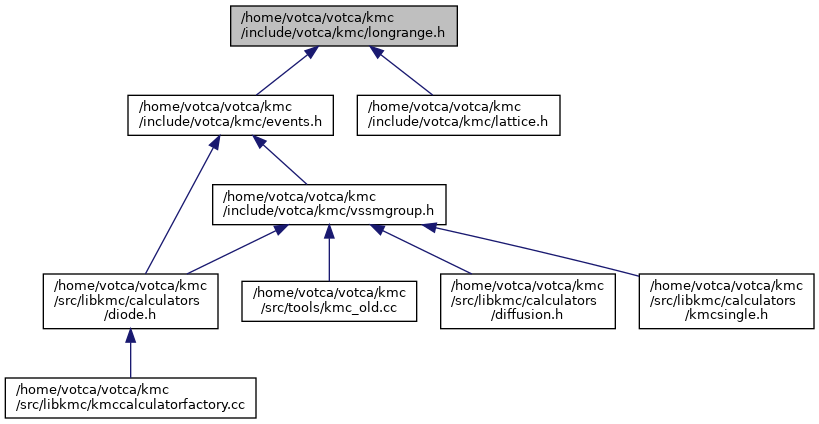 /home/votca/votca/kmc
/include/votca/kmc/longrange.h
/home/votca/votca/kmc
/include/votca/kmc/events.h
/home/votca/votca/kmc
/include/votca/kmc/lattice.h
/home/votca/votca/kmc
/include/votca/kmc/vssmgroup.h
/home/votca/votca/kmc
/src/libkmc/calculators
/diode.h
/home/votca/votca/kmc
/src/tools/kmc_old.cc
/home/votca/votca/kmc
/src/libkmc/calculators
/diffusion.h
/home/votca/votca/kmc
/src/libkmc/calculators
/kmcsingle.h
/home/votca/votca/kmc
/src/libkmc/kmccalculatorfactory.cc